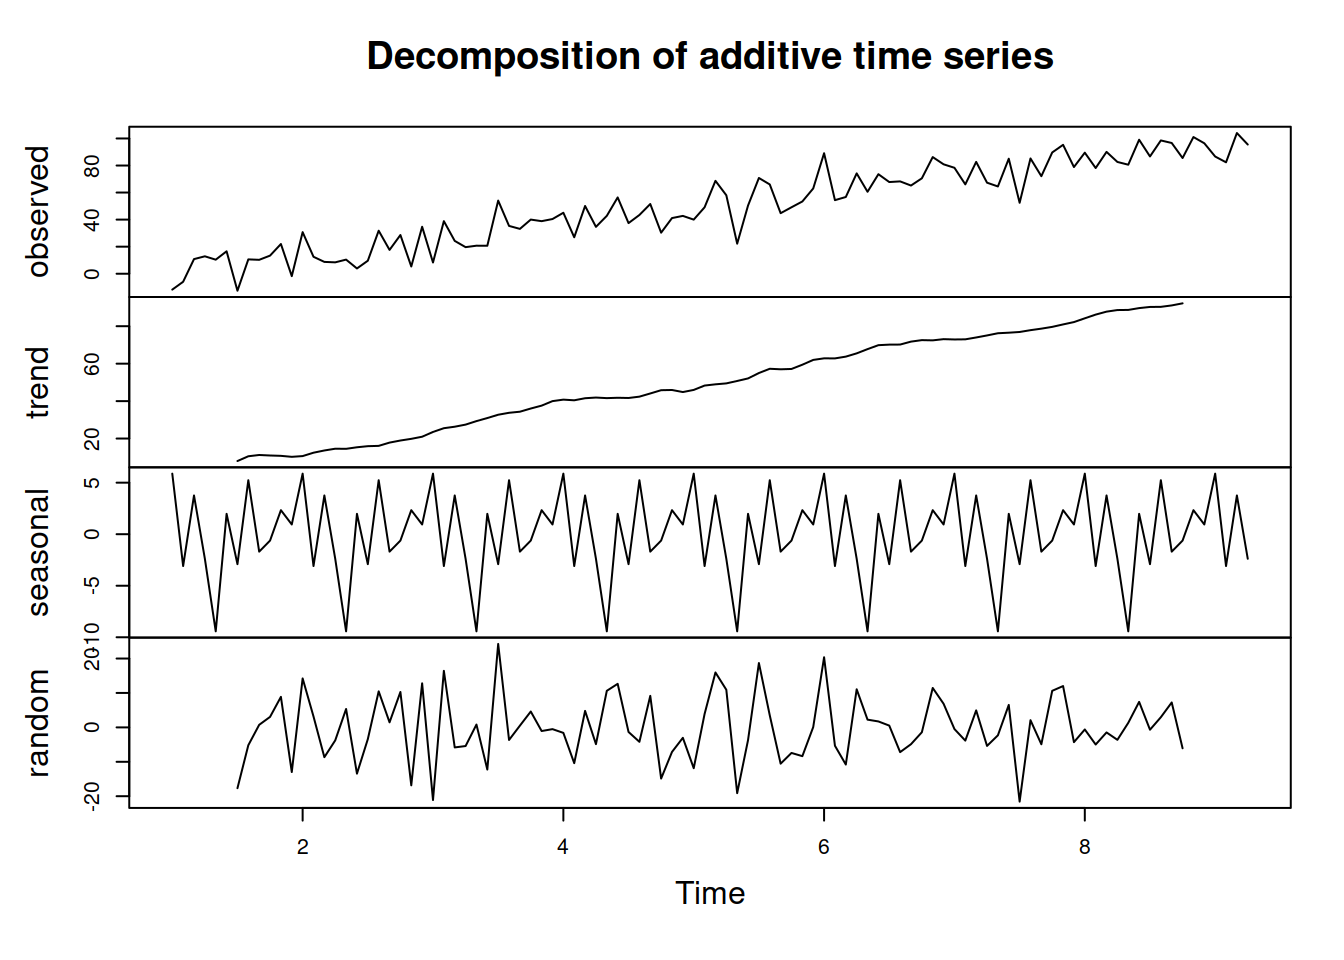 Decomposition of additive time series
observed
0 40 80
trend
20 60
seasonal
-10 -5 0 5
random
-20 0 20
2 4 6 8
Time